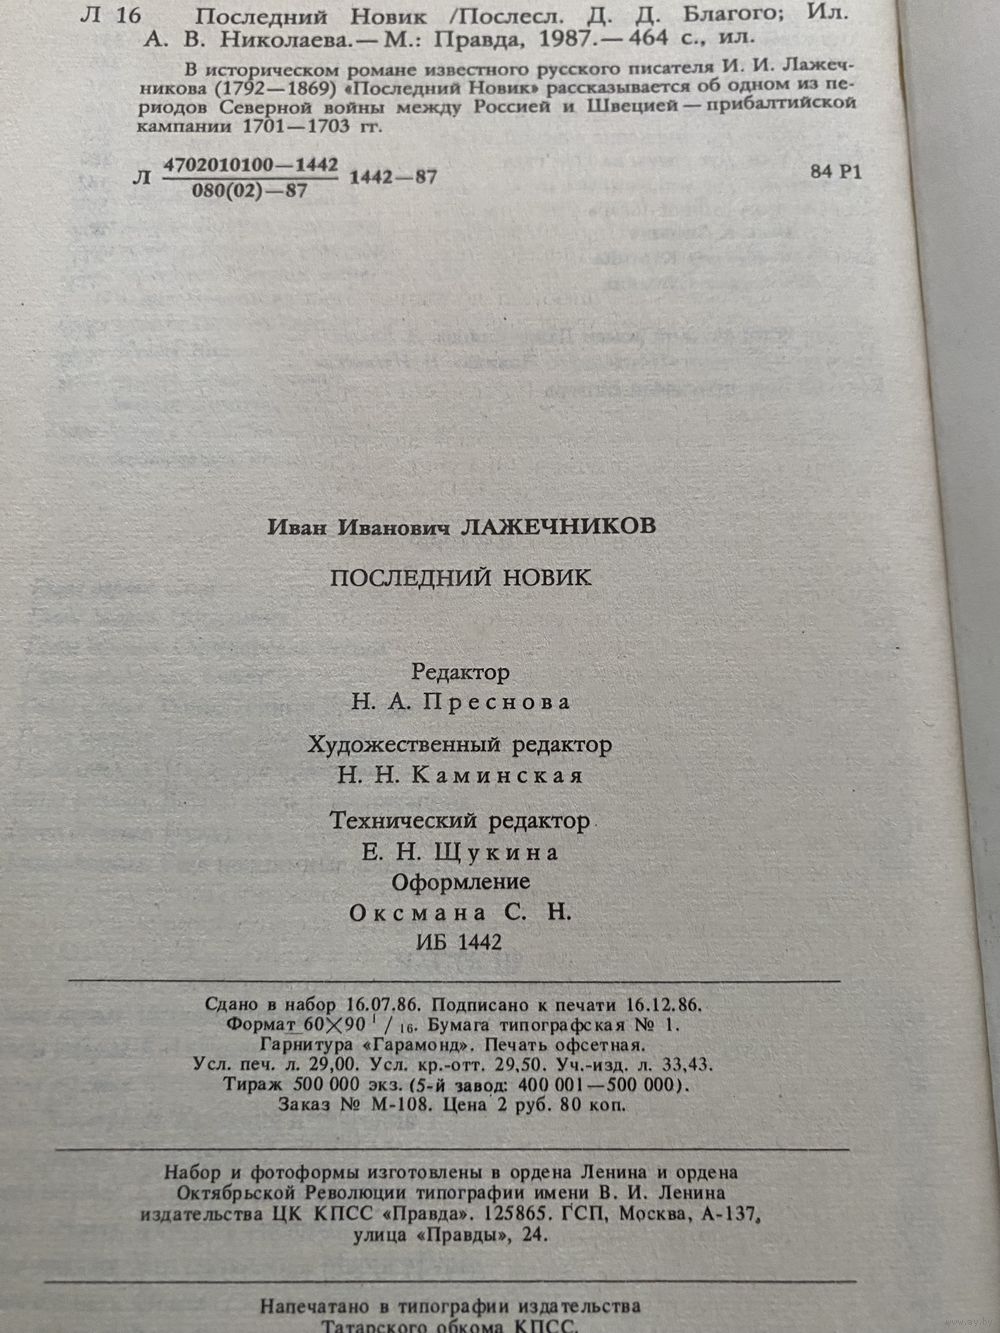 Л 16 Последний Новик /Послесл. Д. Д. Благого; Ил.
А. В. Николаева.— М.: Правда, 1987.— 464 с., ил.
В историческом романе известного русского писателя И. И. Лажеч-
никова (1792—1869) «Последний Новик» рассказывается об одном из пе-
риодов Северной войны между Россией и Швецией — прибалтийской
кампании 1701—1703 гг.
Л 4702010100—1442 1442—87 84 Р1
080(02)—87
Иван Иванович ЛАЖЕЧНИКОВ
ПОСЛЕДНИЙ НОВИК
Редактор
Н. А. Преснова
Художественный редактор
Н. Н. Каминская
Технический редактор
Е. Н. Щукина
Оформление
Оксмана С. Н.
ИБ 1442
Сдано в набор 16.07.86. Подписано к печати 16.12.86.
Формат 60×90 1/16. Бумага типографская № 1.
Гарнитура «Гарамонд». Печать офсетная.
Усл. печ. л. 29,00. Усл. кр.-отт. 29,50. Уч.-изд. л. 33,43.
Тираж 500 000 экз. (5-й завод: 400 001—500 000).
Заказ № М-108. Цена 2 руб. 80 коп.
Набор и фотоформы изготовлены в ордена Ленина и ордена
Октябрьской Революции типографии имени В. И. Ленина
издательства ЦК КПСС «Правда». 125865. ГСП, Москва, А-137,
улица «Правды», 24.
Напечатано в типографии издательства
Татарского обкома КПСС.
www.ay.by